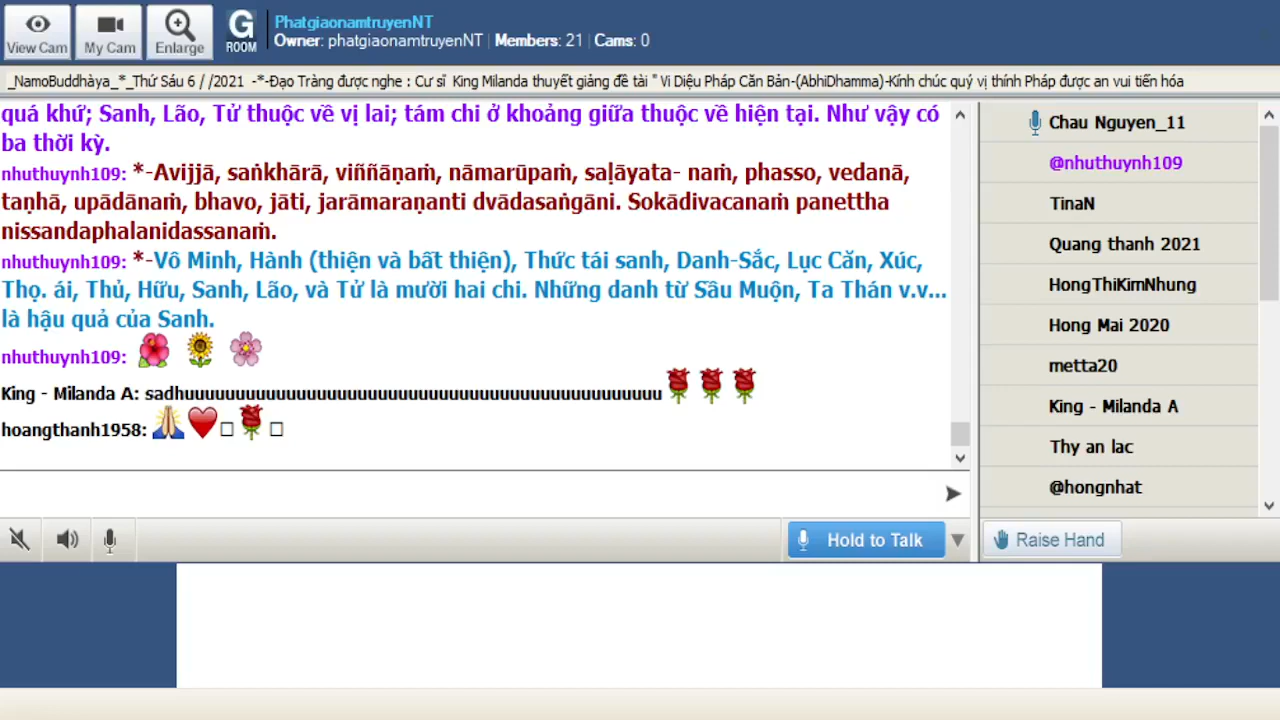 View Cam
My Cam
Enlarge
G
ROOM
PhatgiaonamtruyenNT
Owner: phatgiaonamtruyenNT | Members: 21 | Cams: 0
_NamoBuddhàya_*_Thứ Sáu 6 / /2021 -*-Đạo Tràng được nghe : Cư sĩ King Milanda thuyết giảng đề tài " Vi Diệu Pháp Căn Bản-(AbhiDhamma)-Kính chúc quý vị thính Pháp được an vui tiến hóa
quá khứ; Sanh, Lão, Tử thuộc về vị lai; tám chi ở khoảng giữa thuộc về hiện tại. Như vậy có
ba thời kỳ.
nhuthuynh109: *-Avijjā, saṅkhārā, viññāṇaṁ, nāmarūpaṁ, saḷāyata- naṁ, phasso, vedanā,
taṇhā, upādānaṁ, bhavo, jāti, jarāmaraṇanti dvādasaṅgāni. Sokādivacanaṁ panettha
nissandaphalanidassanaṁ.
nhuthuynh109: *-Vô Minh, Hành (thiện và bất thiện), Thức tái sanh, Danh-Sắc, Lục Căn, Xúc,
Thọ. ái, Thủ, Hữu, Sanh, Lão, và Tử là mười hai chi. Những danh từ Sầu Muộn, Ta Thán v.v...
là hậu quả của Sanh.
nhuthuynh109:
King - Milanda A: sadhuuuuuuuuuuuuuuuuuuuuuuuuuuuuuuuuuuuuuuuuuuuuuuuuuuu
hoangthanh1958:
Chau Nguyen_11
@nhuthuynh109
TinaN
Quang thanh 2021
HongThiKimNhung
Hong Mai 2020
metta20
King - Milanda A
Thy an lac
@hongnhat
Hold to Talk
Raise Hand